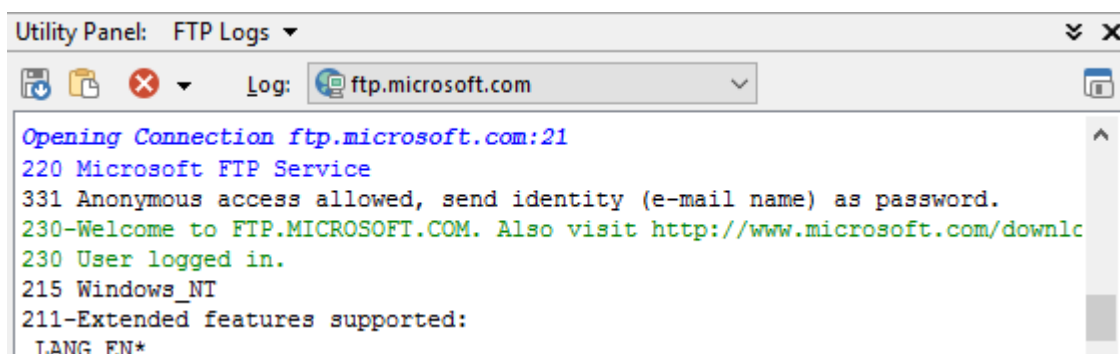 Utility Panel: FTP Logs
Log: ftp.microsoft.com
Opening Connection ftp.microsoft.com:21
220 Microsoft FTP Service
331 Anonymous access allowed, send identity (e-mail name) as password.
230-Welcome to FTP.MICROSOFT.COM. Also visit http://www.microsoft.com/downlc
230 User logged in.
215 Windows_NT
211-Extended features supported:
LANG EN*